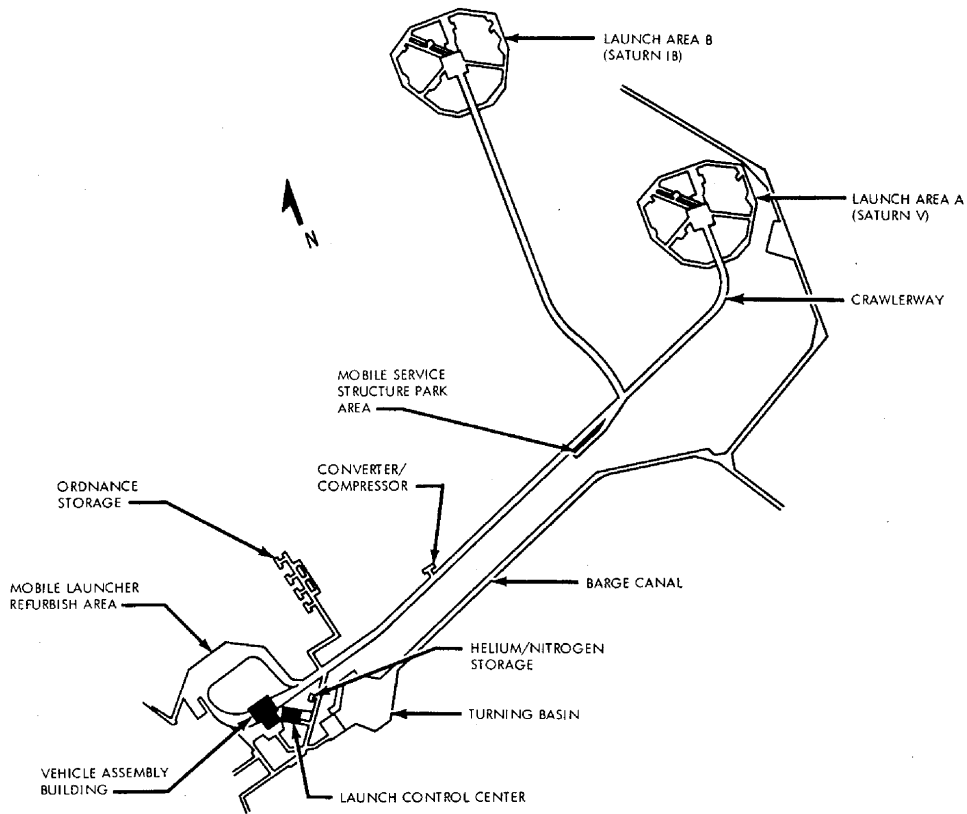 LAUNCH AREA B
(SATURN IB)
LAUNCH AREA A
(SATURN V)
N
CRAWLERWAY
MOBILE SERVICE
STRUCTURE PARK
AREA
CONVERTER/
COMPRESSOR
ORDNANCE
STORAGE
BARGE CANAL
MOBILE LAUNCHER
REFURBISH AREA
HELIUM/NITROGEN
STORAGE
TURNING BASIN
VEHICLE ASSEMBLY
BUILDING
LAUNCH CONTROL CENTER